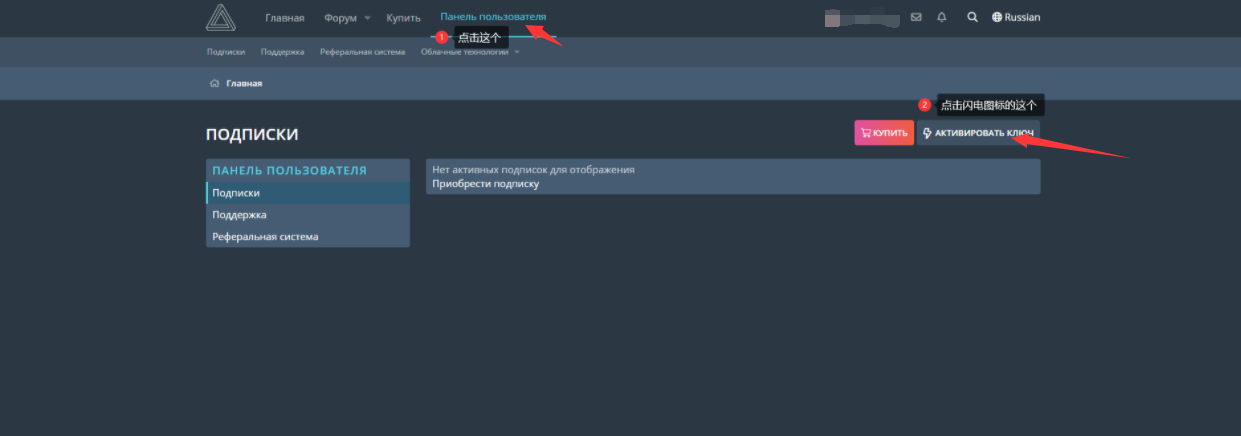 Главная Форум Купить Панель пользователя Russian
1 点击这个
Подписки Поддержка Реферальная система Облачные технологии
Главная
2 点击闪电图标的这个
ПОДПИСКИ
КУПИТЬ АКТИВИРОВАТЬ КЛЮЧ
ПАНЕЛЬ ПОЛЬЗОВАТЕЛЯ
Подписки
Поддержка
Реферальная система
Нет активных подписок для отображения
Приобрести подписку